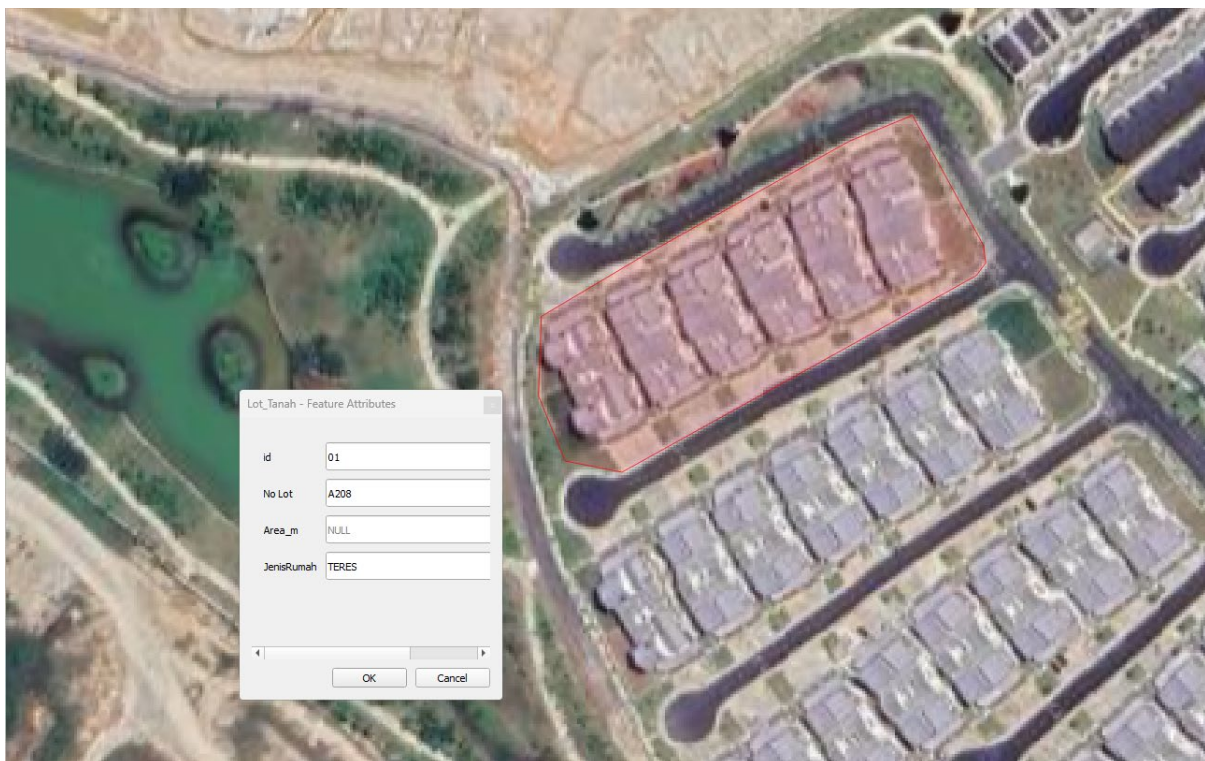 Lot_Tanah - Feature Attributes
id 01
No Lot A208
Area_m NULL
JenisRumah TERES
OK Cancel